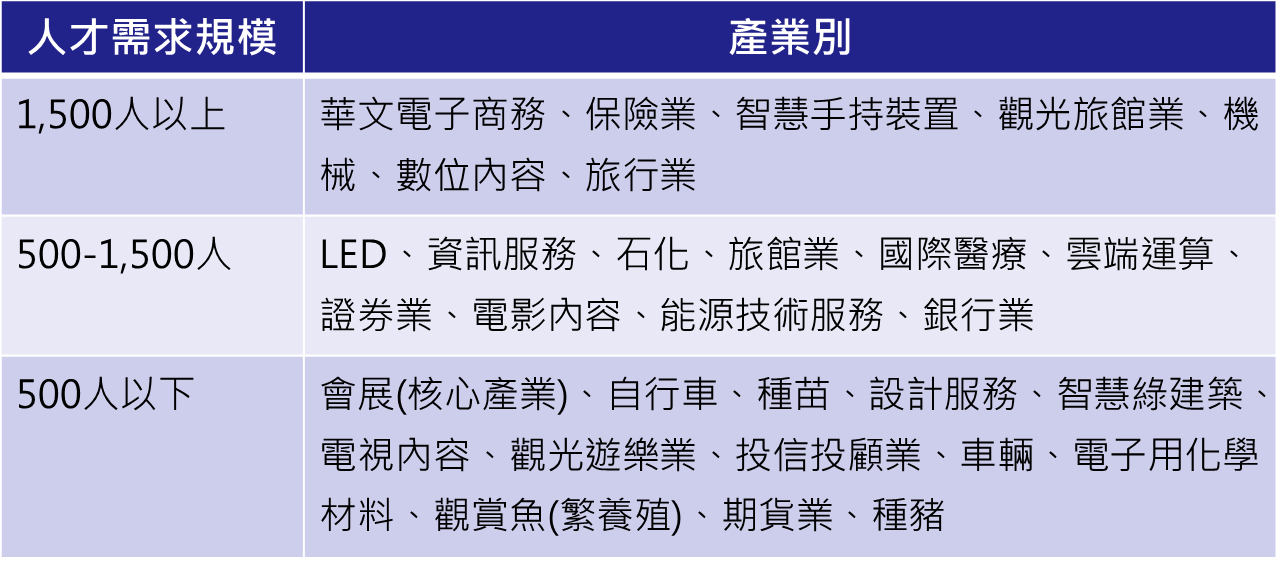 人才需求規模
產業別
1,500人以上
華文電子商務、保險業、智慧手持裝置、觀光旅館業、機
械、數位內容、旅行業
500-1,500人
LED、資訊服務、石化、旅館業、國際醫療、雲端運算、
證券業、電影內容、能源技術服務、銀行業
500人以下
會展(核心產業)、自行車、種苗、設計服務、智慧綠建築、
電視內容、觀光遊樂業、投信投顧業、車輛、電子用化學
材料、觀賞魚(繁養殖)、期貨業、種豬